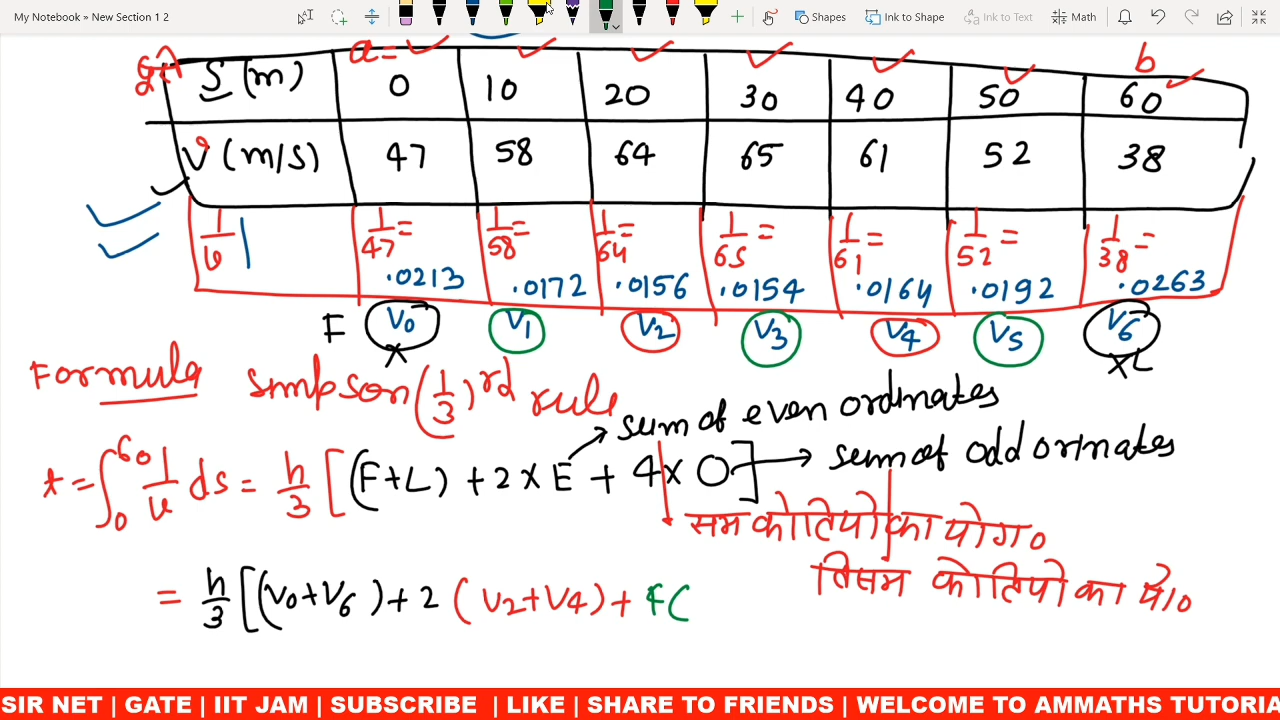 My Notebook » New Section 1 2
Shapes
Ink to Shape
Ink to Text
Math
a= b
S (m) 0 10 20 30 40 50 60
v (m/s) 47 58 64 65 61 52 38
1/v 1/47 = 1/58 = 1/64 1/65 = 1/61 = 1/52 = 1/38 =
.0213 .0172 .0156 .0154 .0164 .0192 .0263
F V0 V1 V2 V3 V4 V5 V6
x xL
Formula simpson (1/3)rd rule
sum of even ordinates
t = ∫₀⁶⁰ 1/v ds = h/3 [(F+L) + 2 x E + 4 x O] → sum of odd orinates
सम कोतियो का योग०
विसम कोतियो का यो०
= h/3 [(V0+V6) + 2 (V2+V4) + F(
SIR NET | GATE | IIT JAM | SUBSCRIBE | LIKE | SHARE TO FRIENDS | WELCOME TO AMMATHS TUTORIA